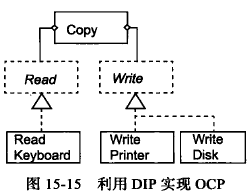 Copy
Read
Write
Read
Keyboard
Write
Printer
Write
Disk
图 15-15 利用 DIP 实现 OCP